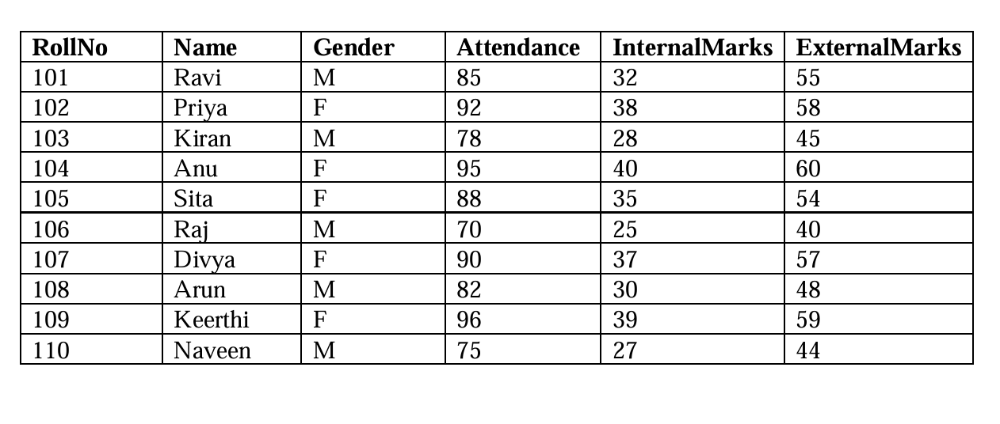 RollNo Name Gender Attendance InternalMarks ExternalMarks
101 Ravi M 85 32 55
102 Priya F 92 38 58
103 Kiran M 78 28 45
104 Anu F 95 40 60
105 Sita F 88 35 54
106 Raj M 70 25 40
107 Divya F 90 37 57
108 Arun M 82 30 48
109 Keerthi F 96 39 59
110 Naveen M 75 27 44